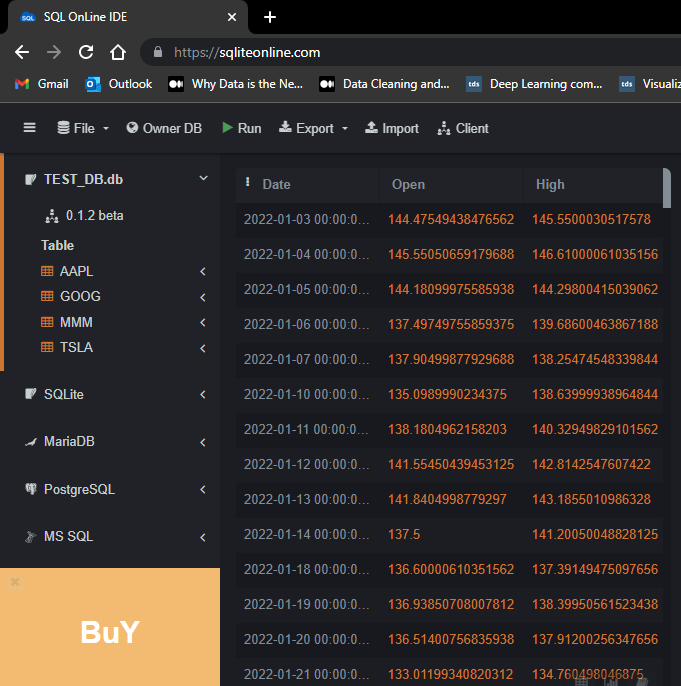 SQL OnLine IDE
https://sqliteonline.com
Gmail Outlook Why Data is the Ne... Data Cleaning and... Deep Learning com... Visualiz
File Owner DB Run Export Import Client
TEST_DB.db
0.1.2 beta
Table
AAPL
GOOG
MMM
TSLA
SQLite
MariaDB
PostgreSQL
MS SQL
BuY
Date Open High
2022-01-03 00:00:0... 144.47549438476562 145.5500030517578
2022-01-04 00:00:0... 145.55050659179688 146.61000061035156
2022-01-05 00:00:0... 144.18099975585938 144.29800415039062
2022-01-06 00:00:0... 137.49749755859375 139.68600463867188
2022-01-07 00:00:0... 137.90499877929688 138.25474548339844
2022-01-10 00:00:0... 135.0989990234375 138.63999938964844
2022-01-11 00:00:0... 138.1804962158203 140.32949829101562
2022-01-12 00:00:0... 141.55450439453125 142.8142547607422
2022-01-13 00:00:0... 141.8404998779297 143.1855010986328
2022-01-14 00:00:0... 137.5 141.20050048828125
2022-01-18 00:00:0... 136.60000610351562 137.39149475097656
2022-01-19 00:00:0... 136.93850708007812 138.39950561523438
2022-01-20 00:00:0... 136.51400756835938 137.91200256347656
2022-01-21 00:00:0... 133.01199340820312 134.760498046875